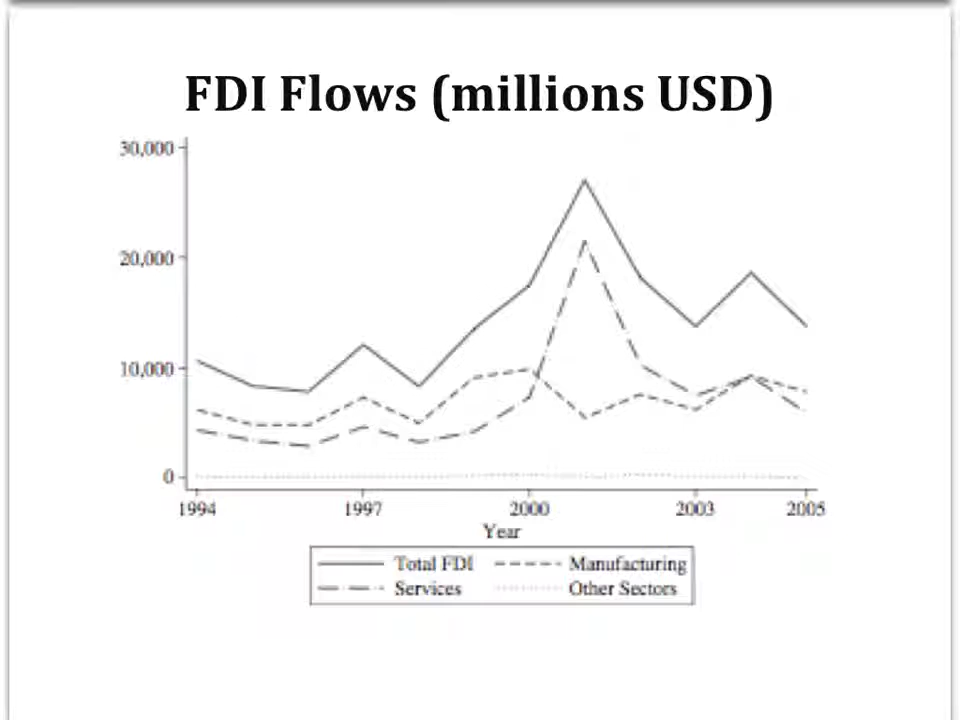 FDI Flows (millions USD)
30,000
20,000
10,000
0
1994 1997 2000 2003 2005
Year
Total FDI Manufacturing
Services Other Sectors